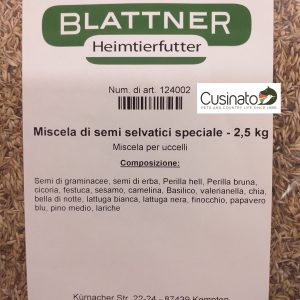 BLATTNER
Heimtierfutter
Num. di art. 124002
Cusinato
PETS AND COUNTRY LIFE SINCE 1955
Miscela di semi selvatici speciale - 2,5 kg
Miscela per uccelli
Composizione:
Semi di graminacee, semi di erba, Perilla hell, Perilla bruna,
cicoria, festuca, sesamo, camelina, Basilico, valerianella, chia,
bella di notte, lattuga bianca, lattuga nera, finocchio, papavero
blu, pino medio, lariche
Kürnacher Str. 22-24 - 87439 Kempten